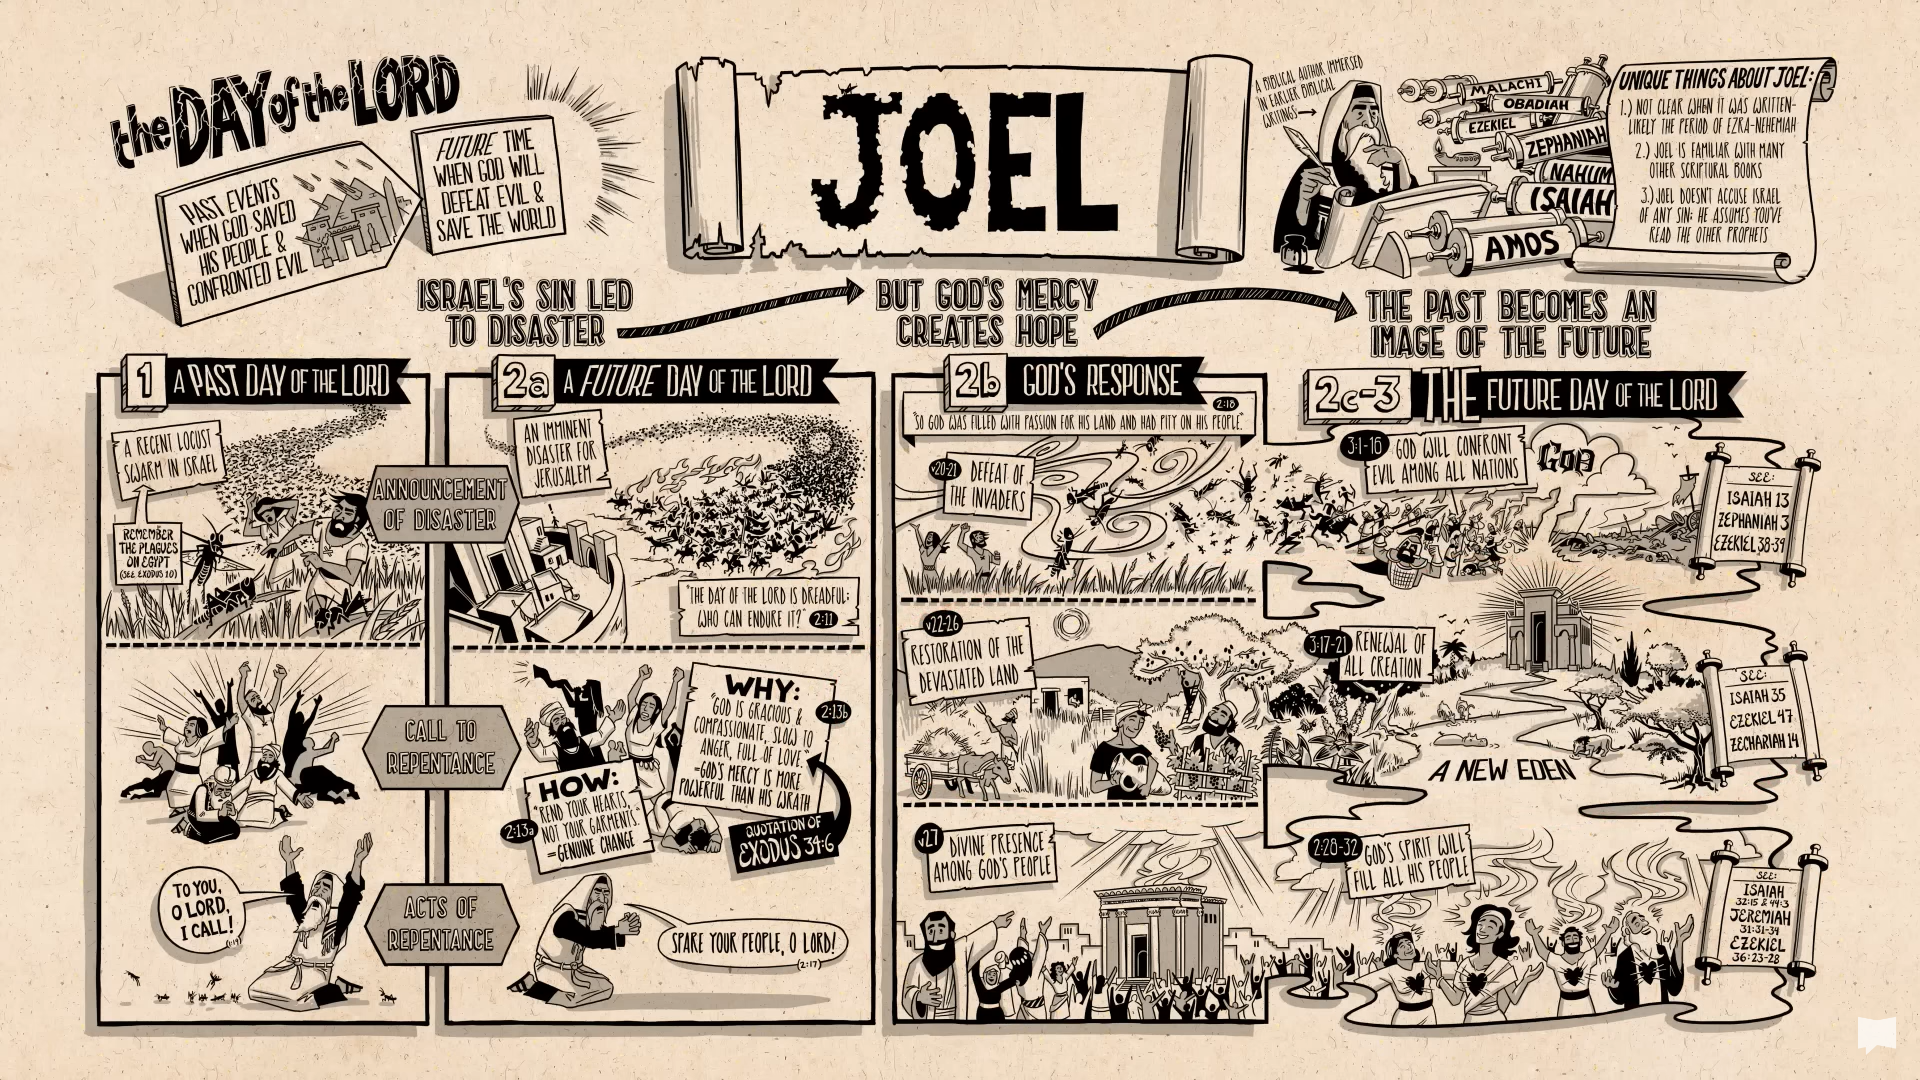 the DAY of the LORD
PAST EVENTS
WHEN GOD SAVED
HIS PEOPLE &
CONFRONTED EVIL
FUTURE TIME
WHEN GOD WILL
DEFEAT EVIL &
SAVE THE WORLD
JOEL
A BIBLICAL AUTHOR IMMERSED
IN EARLIER BIBLICAL
WRITINGS
MALACHI
OBADIAH
EZEKIEL
ZEPHANIAH
NAHUM
ISAIAH
AMOS
UNIQUE THINGS ABOUT JOEL:
1.) NOT CLEAR WHEN IT WAS WRITTEN-
LIKELY THE PERIOD OF EZRA-NEHEMIAH
2.) JOEL IS FAMILIAR WITH MANY
OTHER SCRIPTURAL BOOKS
3.) JOEL DOESN'T ACCUSE ISRAEL
OF ANY SIN: HE ASSUMES YOU'VE
READ THE OTHER PROPHETS
ISRAEL'S SIN LED
TO DISASTER
BUT GOD'S MERCY
CREATES HOPE
THE PAST BECOMES AN
IMAGE OF THE FUTURE
1 A PAST DAY OF THE LORD
A RECENT LOCUST
SWARM IN ISRAEL
REMEMBER
THE PLAGUES
ON EGYPT
(SEE EXODUS 10)
ANNOUNCEMENT
OF DISASTER
CALL TO
REPENTANCE
TO YOU,
O LORD,
I CALL!
(1:19)
ACTS OF
REPENTANCE
2a A FUTURE DAY OF THE LORD
AN IMMINENT
DISASTER FOR
JERUSALEM
"THE DAY OF THE LORD IS DREADFUL:
WHO CAN ENDURE IT?" 2:11
WHY:
"GOD IS GRACIOUS &
COMPASSIONATE, SLOW TO
ANGER, FULL OF LOVE."
=GOD'S MERCY IS MORE
POWERFUL THAN HIS WRATH
2:13b
HOW:
"REND YOUR HEARTS,
NOT YOUR GARMENTS."
=GENUINE CHANGE
2:13a
QUOTATION OF
EXODUS 34:6
SPARE YOUR PEOPLE, O LORD!
(2:17)
2b GOD'S RESPONSE
2:18
"SO GOD WAS FILLED WITH PASSION FOR HIS LAND AND HAD PITY ON HIS PEOPLE."
v20-21 DEFEAT OF
THE INVADERS
v22-26
RESTORATION OF THE
DEVASTATED LAND
v27 DIVINE PRESENCE
AMONG GOD'S PEOPLE
2c-3 THE FUTURE DAY OF THE LORD
3:1-16 GOD WILL CONFRONT
EVIL AMONG ALL NATIONS
GOD
SEE:
ISAIAH 13
ZEPHANIAH 3
EZEKIEL 38-39
3:17-21 RENEWAL OF
ALL CREATION
A NEW EDEN
SEE:
ISAIAH 35
EZEKIEL 47
ZECHARIAH 14
2:28-32 GOD'S SPIRIT WILL
FILL ALL HIS PEOPLE
SEE:
ISAIAH
32:15 & 44:3
JEREMIAH
31:31-34
EZEKIEL
36:23-28